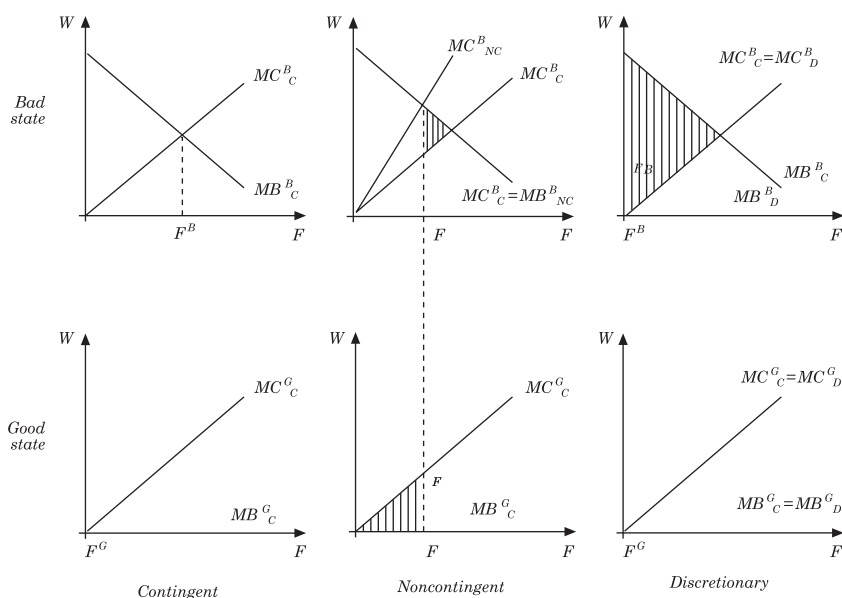 W
W
W
Bad
state
MC^B_C
MB^B_C
F^B
F
MC^B_NC
MC^B_C
MC^B_C=MB^B_NC
F
F
MC^B_C=MC^B_D
FB
MB^B_C
MB^B_D
F^B
F
W
W
W
Good
state
MC^G_C
MB^G_C
F^G
F
MC^G_C
F
MB^G_C
F
F
MC^G_C=MC^G_D
MB^G_C=MB^G_D
F^G
F
Contingent
Noncontingent
Discretionary